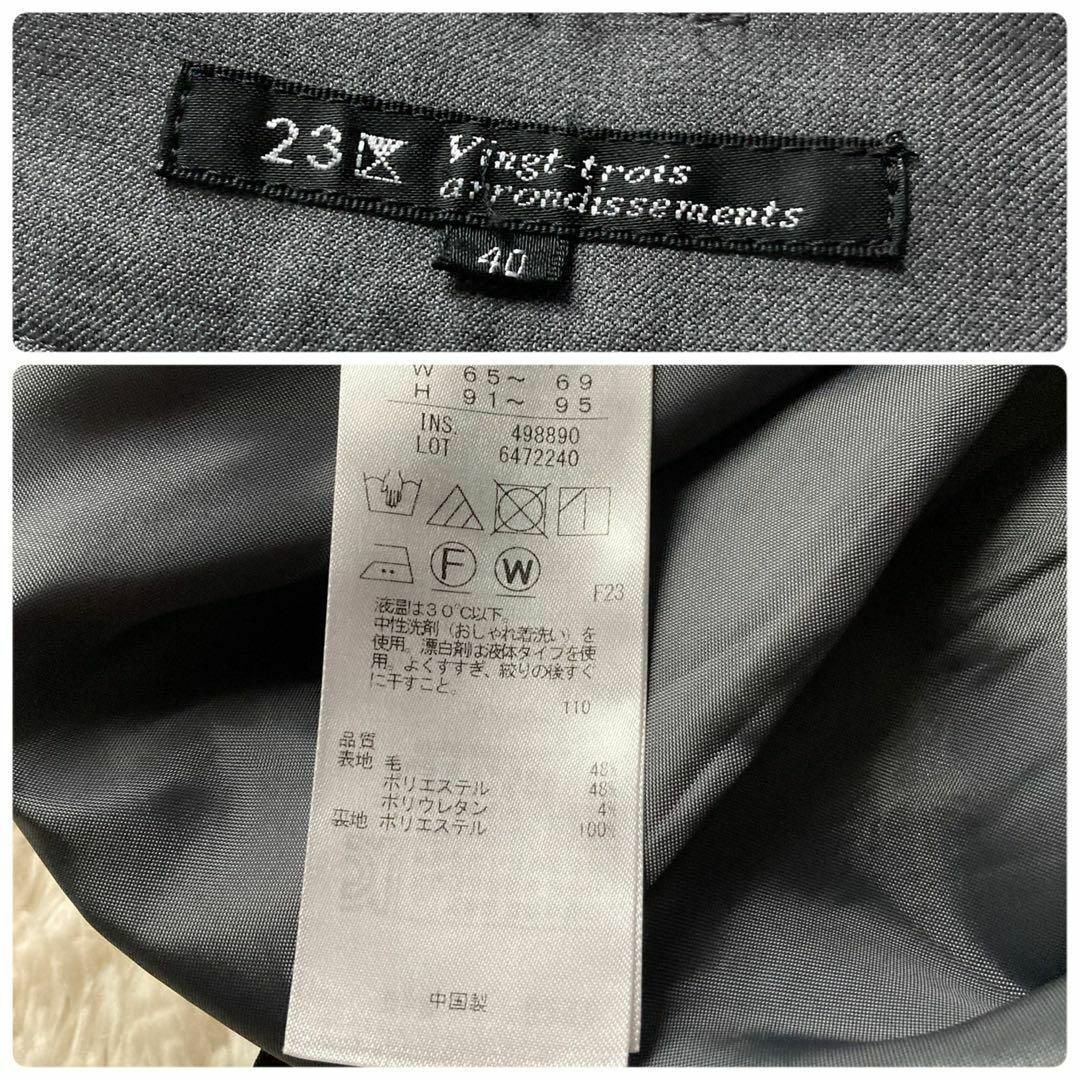 23区 Vingt-trois
arrondissements
40
W 65～69
H 91～95
INS. 498890
LOT 6472240
F W
F23
液温は30℃以下。
中性洗剤（おしゃれ着洗い）を
使用。漂白剤は液体タイプを使
用。よくすすぎ、絞りの後すぐ
に干すこと。
110
品質
表地 毛 48%
ポリエステル 48%
ポリウレタン 4%
裏地 ポリエステル 100%
中国製